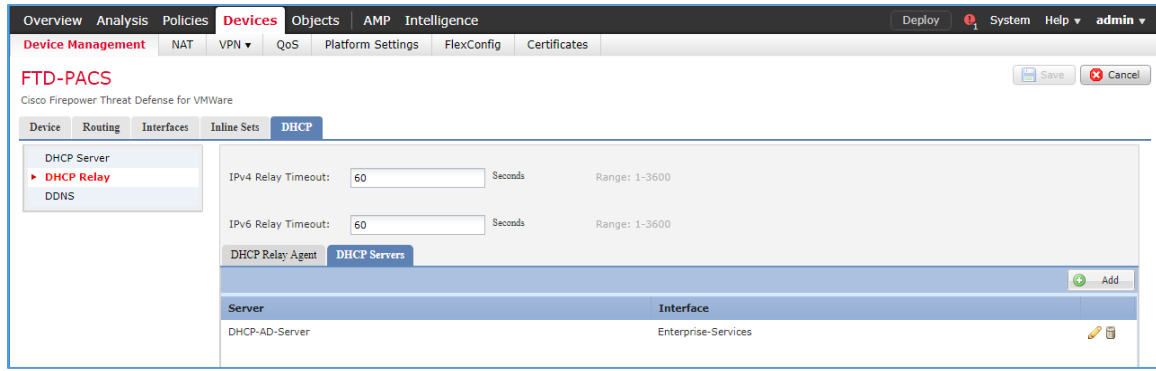 Overview Analysis Policies Devices Objects AMP Intelligence Deploy 1 System Help admin
Device Management NAT VPN QoS Platform Settings FlexConfig Certificates
FTD-PACS Save Cancel
Cisco Firepower Threat Defense for VMWare
Device Routing Interfaces Inline Sets DHCP
DHCP Server
DHCP Relay
DDNS
IPv4 Relay Timeout: 60 Seconds Range: 1-3600
IPv6 Relay Timeout: 60 Seconds Range: 1-3600
DHCP Relay Agent DHCP Servers
Add
Server Interface
DHCP-AD-Server Enterprise-Services